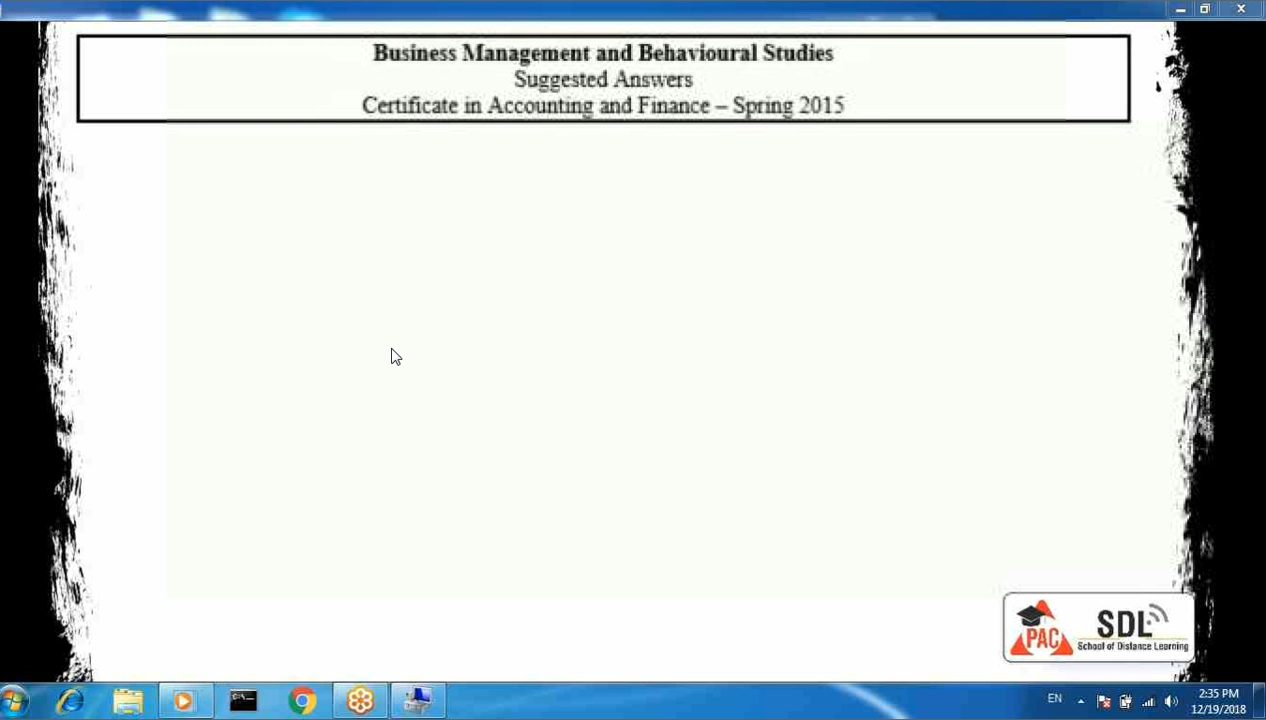 Business Management and Behavioural Studies
Suggested Answers
Certificate in Accounting and Finance – Spring 2015
PAC
SDL
School of Distance Learning
EN
2:35 PM
12/19/2018